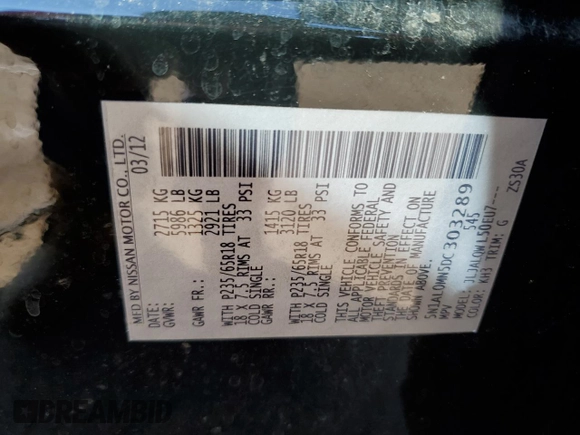 MFD BY NISSAN MOTOR CO., LTD.
DATE: 03/12
GVWR: 2715 KG
5986 LB
GAWR FR.: 1325 KG
2921 LB
WITH P235/65R18 TIRES
18 X 7.5 RIMS AT 33 PSI
COLD SINGLE
GAWR RR.: 1415 KG
3120 LB
WITH P235/65R18 TIRES
18 X 7.5 RIMS AT 33 PSI
COLD SINGLE
THIS VEHICLE CONFORMS TO
ALL APPLICABLE FEDERAL
MOTOR VEHICLE SAFETY AND
THEFT PREVENTION
STANDARDS IN EFFECT ON
THE DATE OF MANUFACTURE
SHOWN ABOVE.
5N1AL0MM5DC303289
MPV 545
MODEL: JLJALQWL50EU7---
COLOR: KH3 TRIM: G
ZS30A
DREAMBID